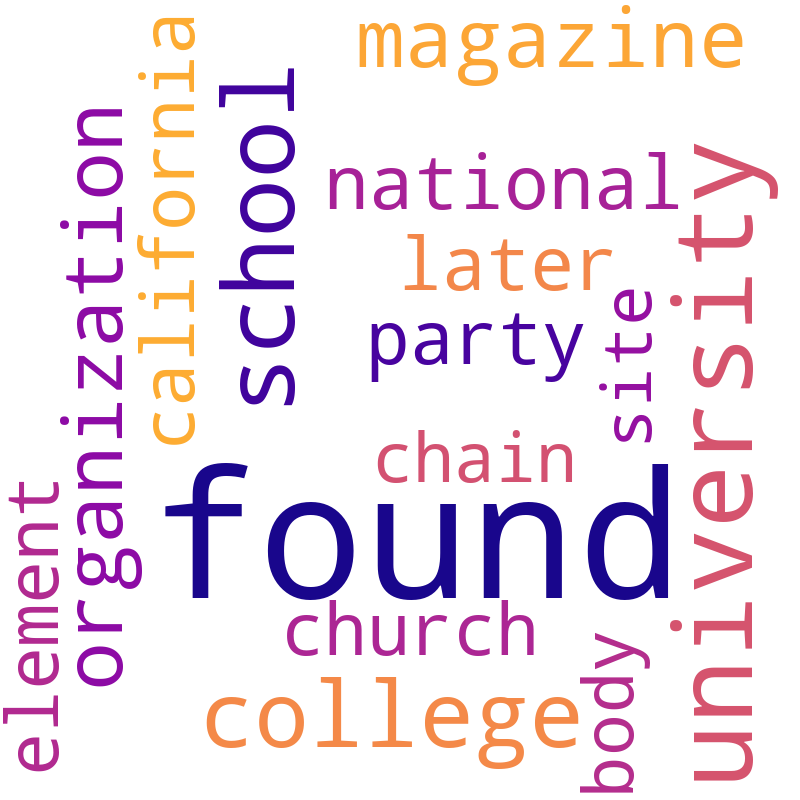 magazine
california
school
organization
national
university
later
site
party
chain
found
element
church
body
college